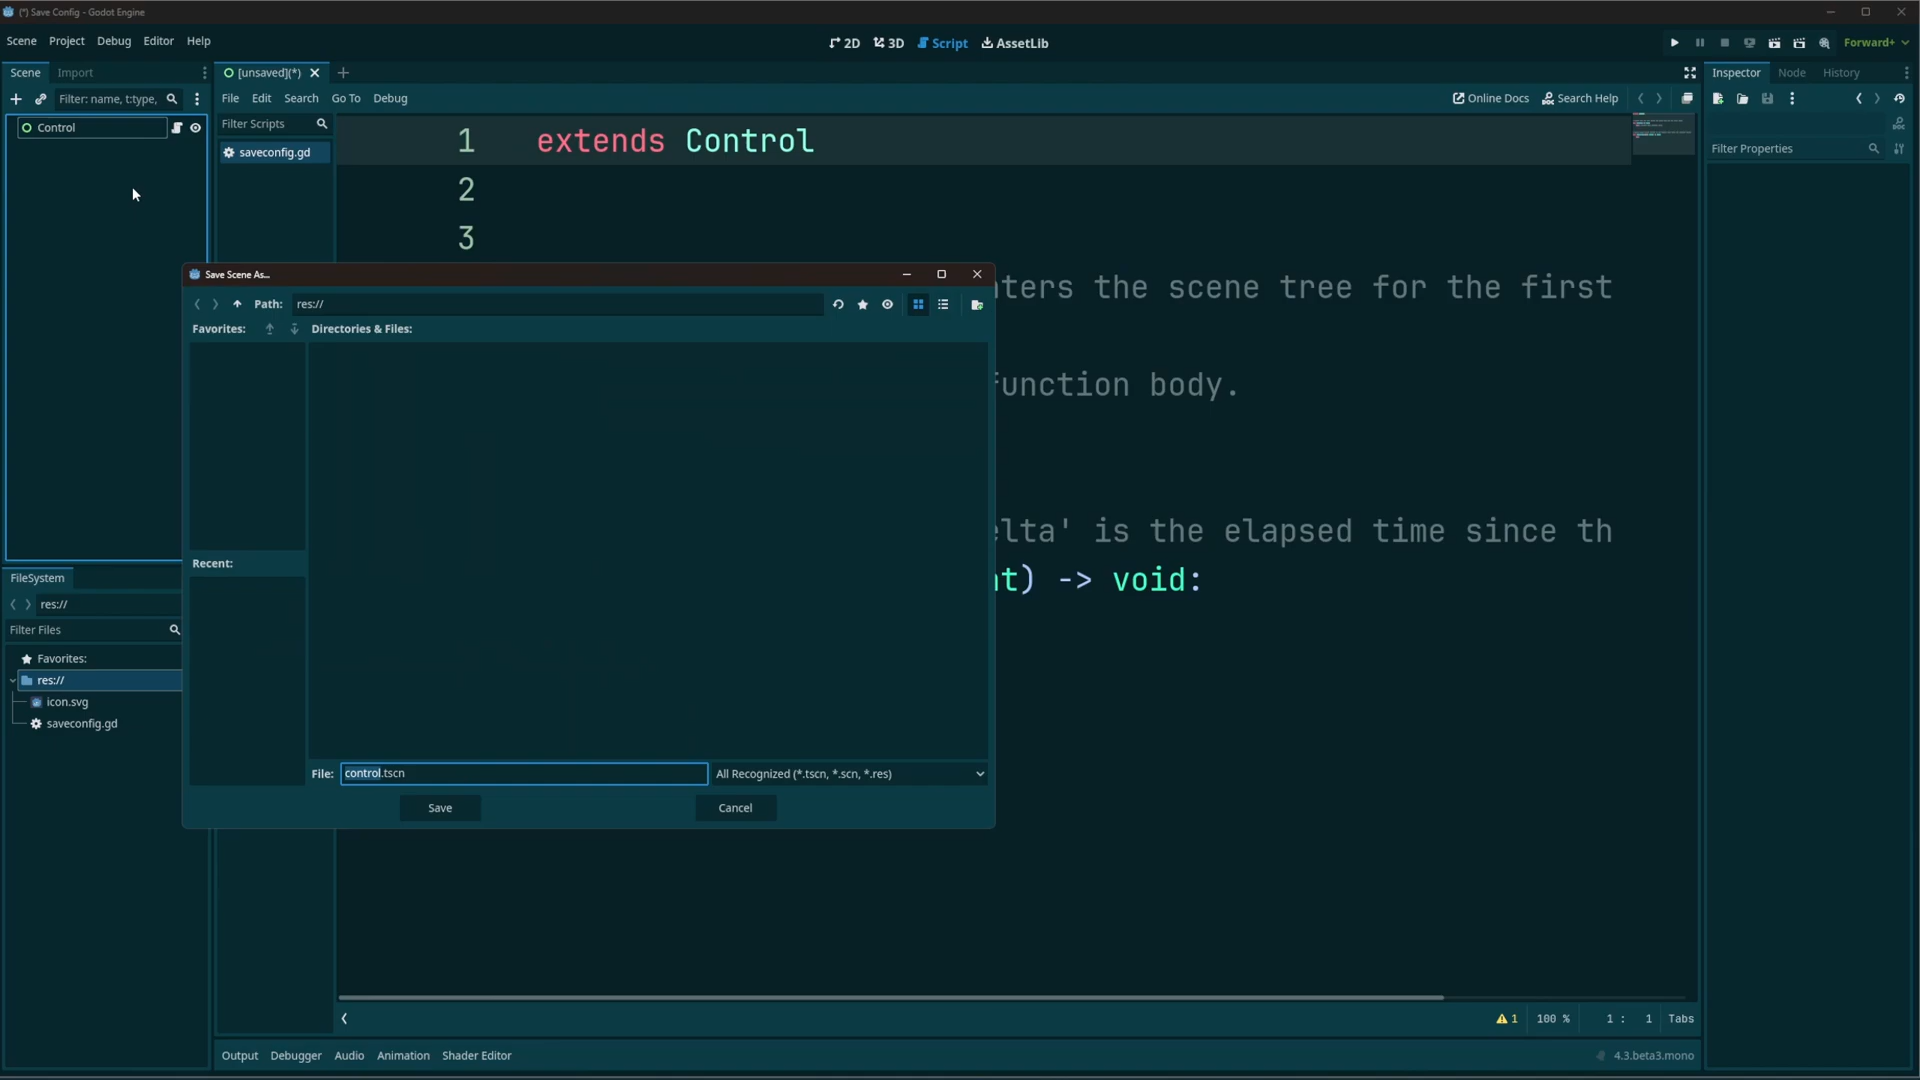 (*) Save Config - Godot Engine
Scene Project Debug Editor Help
2D 3D Script AssetLib
Forward+
Scene Import
[unsaved](*)
Inspector Node History
Filter: name, t:type,
File Edit Search Go To Debug
Online Docs Search Help
Control
Filter Scripts
saveconfig.gd
Filter Properties
1 extends Control
2
3
nters the scene tree for the first
function body.
elta' is the elapsed time since th
nt) -> void:
Save Scene As...
Path: res://
Favorites: Directories & Files:
Recent:
File: control.tscn All Recognized (*.tscn, *.scn, *.res)
Save Cancel
FileSystem
res://
Filter Files
Favorites:
res://
icon.svg
saveconfig.gd
1 100 % 1 : 1 Tabs
Output Debugger Audio Animation Shader Editor
4.3.beta3.mono